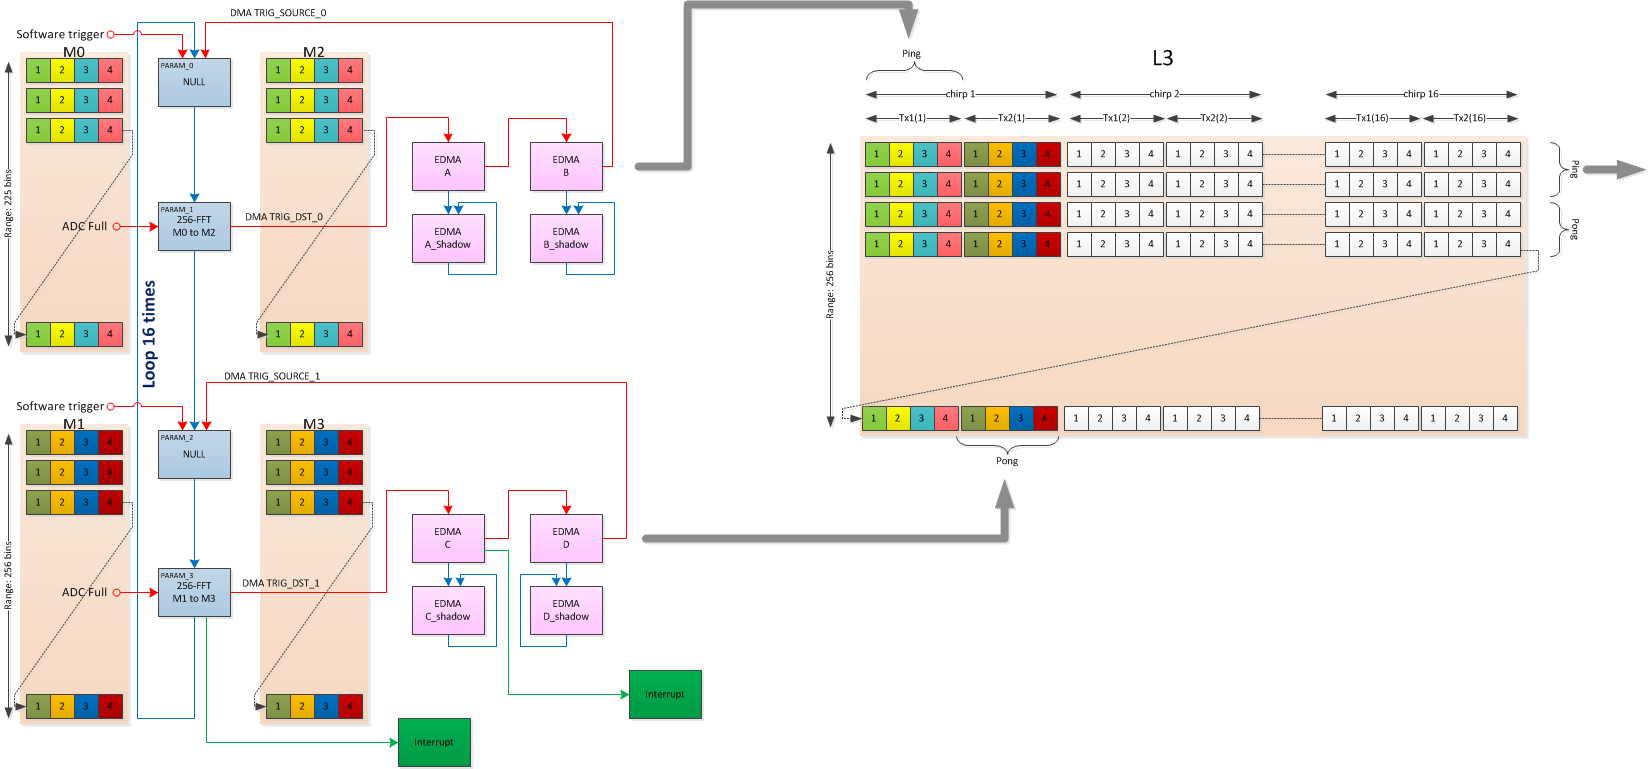 DMA TRIG_SOURCE_0
Software trigger
M0
PARAM_0
NULL
M2
1 2 3 4
1 2 3 4
1 2 3 4
1 2 3 4
1 2 3 4
1 2 3 4
Range: 225 bins
EDMA
A
EDMA
B
PARAM_1
256-FFT
M0 to M2
ADC Full
DMA TRIG_DST_0
EDMA
A_Shadow
EDMA
B_shadow
Loop 16 times
1 2 3 4
1 2 3 4
DMA TRIG_SOURCE_1
Software trigger
M1
PARAM_2
NULL
M3
1 2 3 4
1 2 3 4
1 2 3 4
1 2 3 4
1 2 3 4
1 2 3 4
Range: 256 bins
EDMA
C
EDMA
D
PARAM_3
256-FFT
M1 to M3
ADC Full
DMA TRIG_DST_1
EDMA
C_shadow
EDMA
D_shadow
1 2 3 4
1 2 3 4
Interrupt
Interrupt
L3
Ping
chirp 1
chirp 2
chirp 16
Tx1(1)
Tx2(1)
Tx1(2)
Tx2(2)
Tx1(16)
Tx2(16)
1 2 3 4 1 2 3 4 1 2 3 4 1 2 3 4 1 2 3 4 1 2 3 4
1 2 3 4 1 2 3 4 1 2 3 4 1 2 3 4 1 2 3 4 1 2 3 4
1 2 3 4 1 2 3 4 1 2 3 4 1 2 3 4 1 2 3 4 1 2 3 4
1 2 3 4 1 2 3 4 1 2 3 4 1 2 3 4 1 2 3 4 1 2 3 4
Ping
Pong
Range: 256 bins
1 2 3 4 1 2 3 4 1 2 3 4 1 2 3 4 1 2 3 4 1 2 3 4
Pong